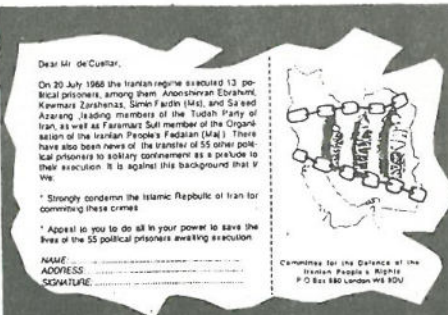 Dear Mr de Cuellar,
On 20 July 1988 the Iranian regime executed 13 po-
litical prisoners, among them Anoshirvan Ebrahimi,
Kewmars Zarshenas, Simin Fardin (Ms), and Sa'eed
Azarang, leading members of the Tudeh Party of
Iran, as well as Faramarz Sufi member of the Organi-
sation of the Iranian People's Fedaian (Maj). There
have also been news of the transfer of 55 other polit-
ical prisoners to solitary confinement as a prelude to
their execution. It is against this background that I/
We:
* Strongly condemn the Islamic Republic of Iran for
committing these crimes
* Appeal to you to do all in your power to save the
lives of the 55 political prisoners awaiting execution
NAME:
ADDRESS:
SIGNATURE:
Committee for the Defence of the
Iranian People's Rights
P O Box London W6